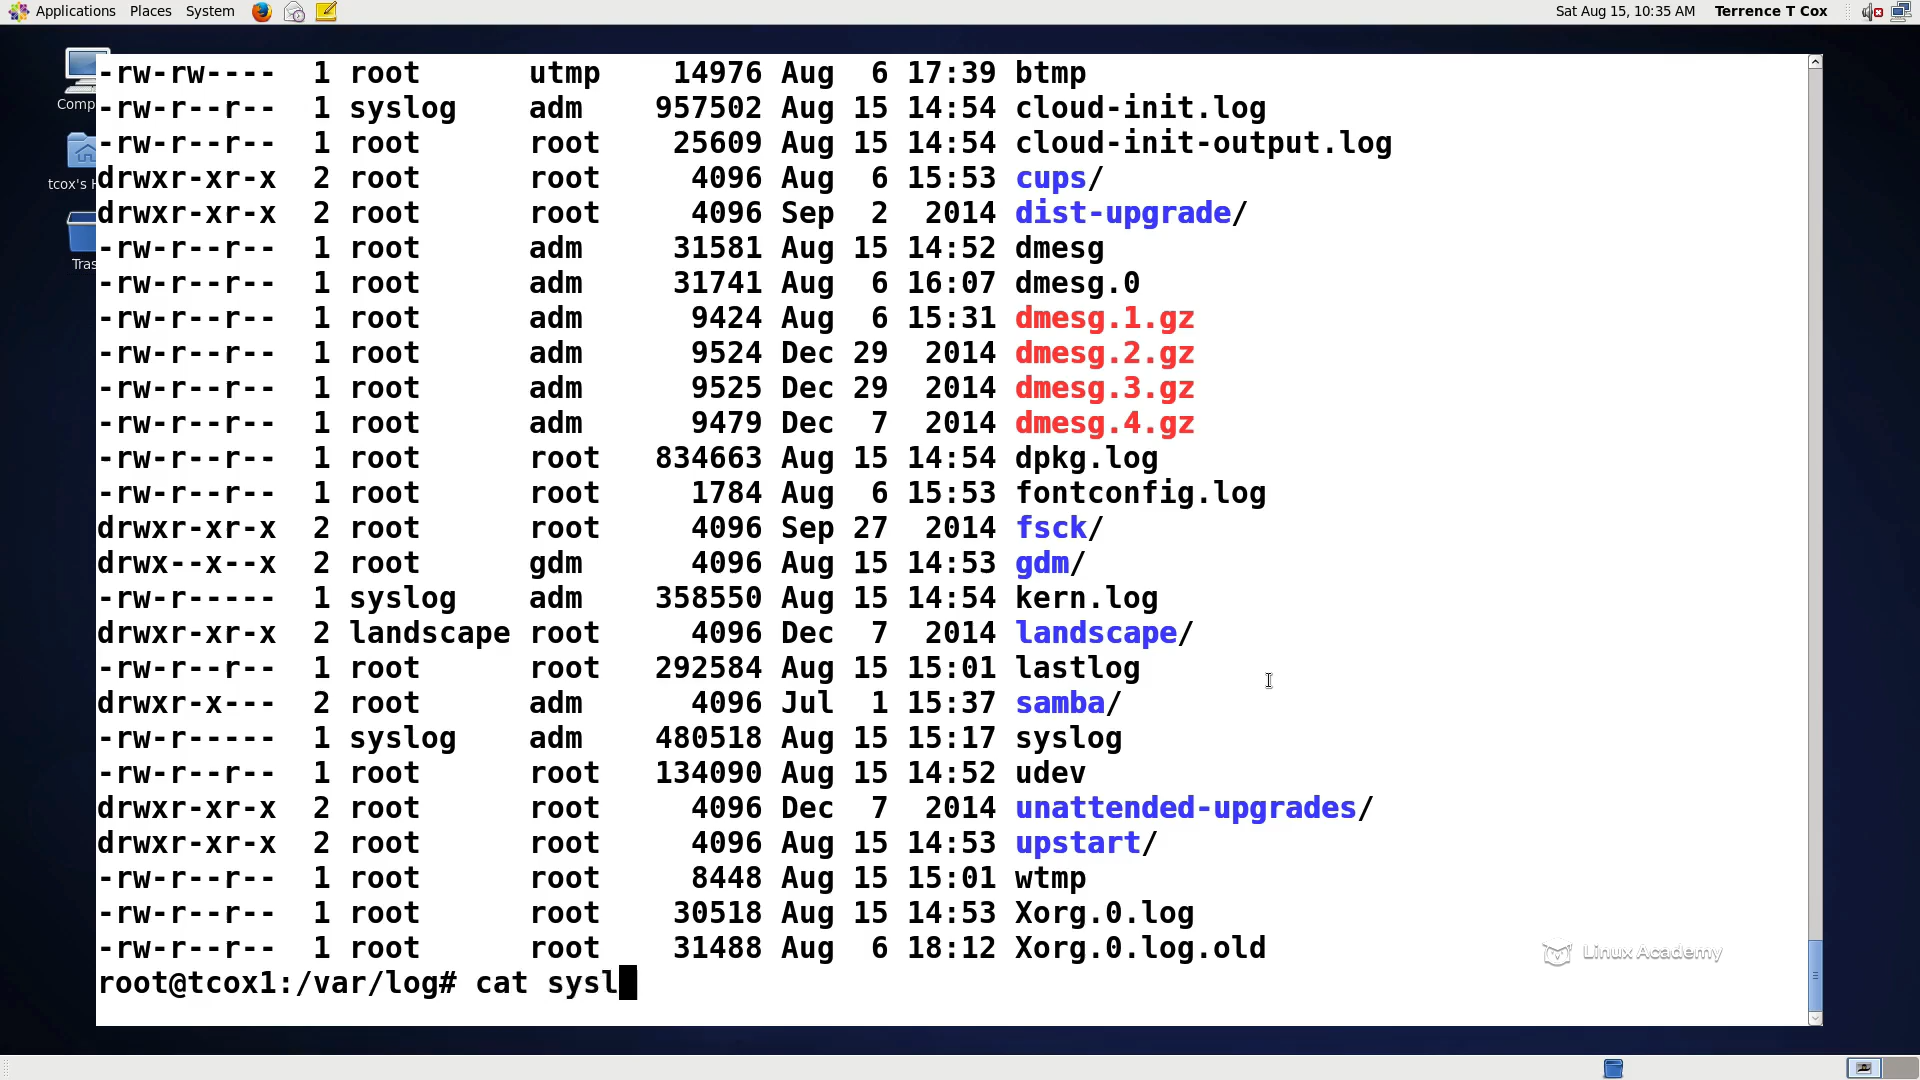 Applications Places System Sat Aug 15, 10:35 AM Terrence T Cox
Comp
tcox's H
Tras
-rw-rw---- 1 root utmp 14976 Aug 6 17:39 btmp
-rw-r--r-- 1 syslog adm 957502 Aug 15 14:54 cloud-init.log
-rw-r--r-- 1 root root 25609 Aug 15 14:54 cloud-init-output.log
drwxr-xr-x 2 root root 4096 Aug 6 15:53 cups/
drwxr-xr-x 2 root root 4096 Sep 2 2014 dist-upgrade/
-rw-r--r-- 1 root adm 31581 Aug 15 14:52 dmesg
-rw-r--r-- 1 root adm 31741 Aug 6 16:07 dmesg.0
-rw-r--r-- 1 root adm 9424 Aug 6 15:31 dmesg.1.gz
-rw-r--r-- 1 root adm 9524 Dec 29 2014 dmesg.2.gz
-rw-r--r-- 1 root adm 9525 Dec 29 2014 dmesg.3.gz
-rw-r--r-- 1 root adm 9479 Dec 7 2014 dmesg.4.gz
-rw-r--r-- 1 root root 834663 Aug 15 14:54 dpkg.log
-rw-r--r-- 1 root root 1784 Aug 6 15:53 fontconfig.log
drwxr-xr-x 2 root root 4096 Sep 27 2014 fsck/
drwx--x--x 2 root gdm 4096 Aug 15 14:53 gdm/
-rw-r----- 1 syslog adm 358550 Aug 15 14:54 kern.log
drwxr-xr-x 2 landscape root 4096 Dec 7 2014 landscape/
-rw-r--r-- 1 root root 292584 Aug 15 15:01 lastlog
drwxr-x--- 2 root adm 4096 Jul 1 15:37 samba/
-rw-r----- 1 syslog adm 480518 Aug 15 15:17 syslog
-rw-r--r-- 1 root root 134090 Aug 15 14:52 udev
drwxr-xr-x 2 root root 4096 Dec 7 2014 unattended-upgrades/
drwxr-xr-x 2 root root 4096 Aug 15 14:53 upstart/
-rw-r--r-- 1 root root 8448 Aug 15 15:01 wtmp
-rw-r--r-- 1 root root 30518 Aug 15 14:53 Xorg.0.log
-rw-r--r-- 1 root root 31488 Aug 6 18:12 Xorg.0.log.old
Linux Academy
root@tcox1:/var/log# cat sysl